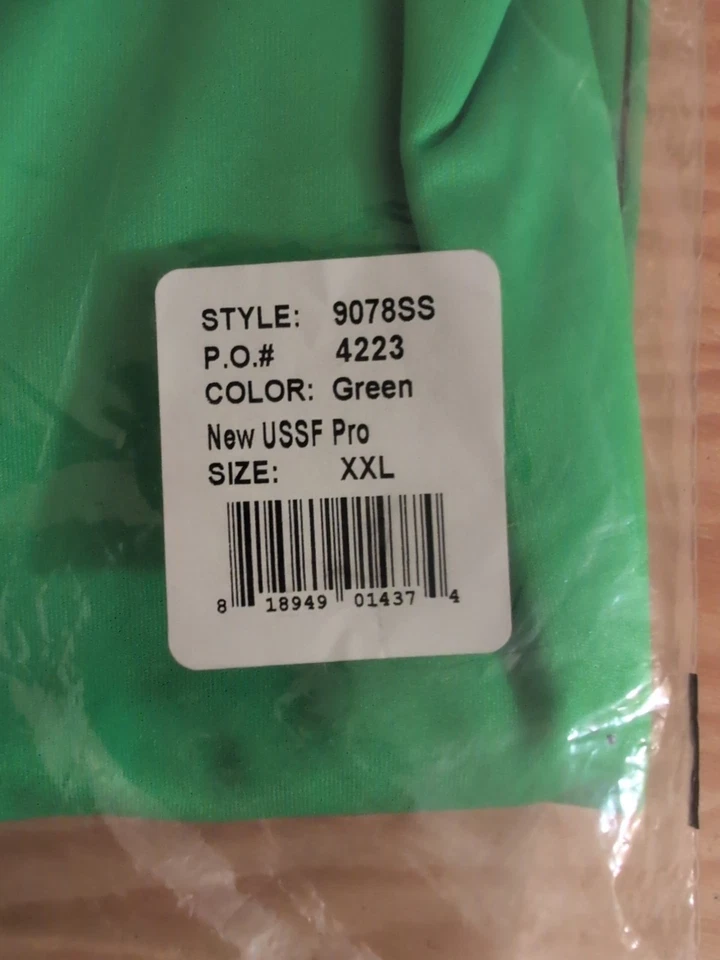 STYLE: 9078SS
P.O.# 4223
COLOR: Green
New USSF Pro
SIZE: XXL
8 18949 01437 4